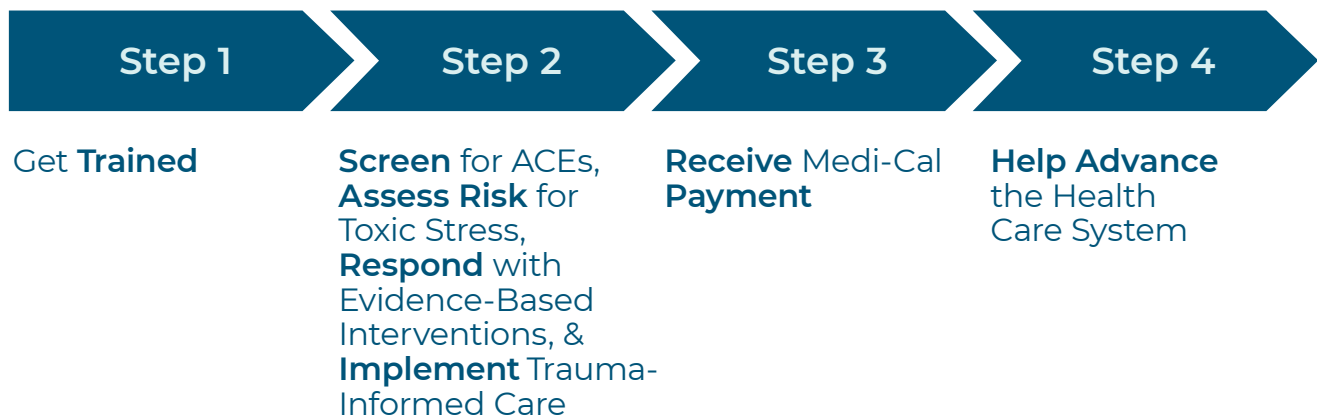 Step 1
Step 2
Step 3
Step 4
Get Trained
Screen for ACEs,
Assess Risk for
Toxic Stress,
Respond with
Evidence-Based
Interventions, &
Implement Trauma-
Informed Care
Receive Medi-Cal
Payment
Help Advance
the Health
Care System